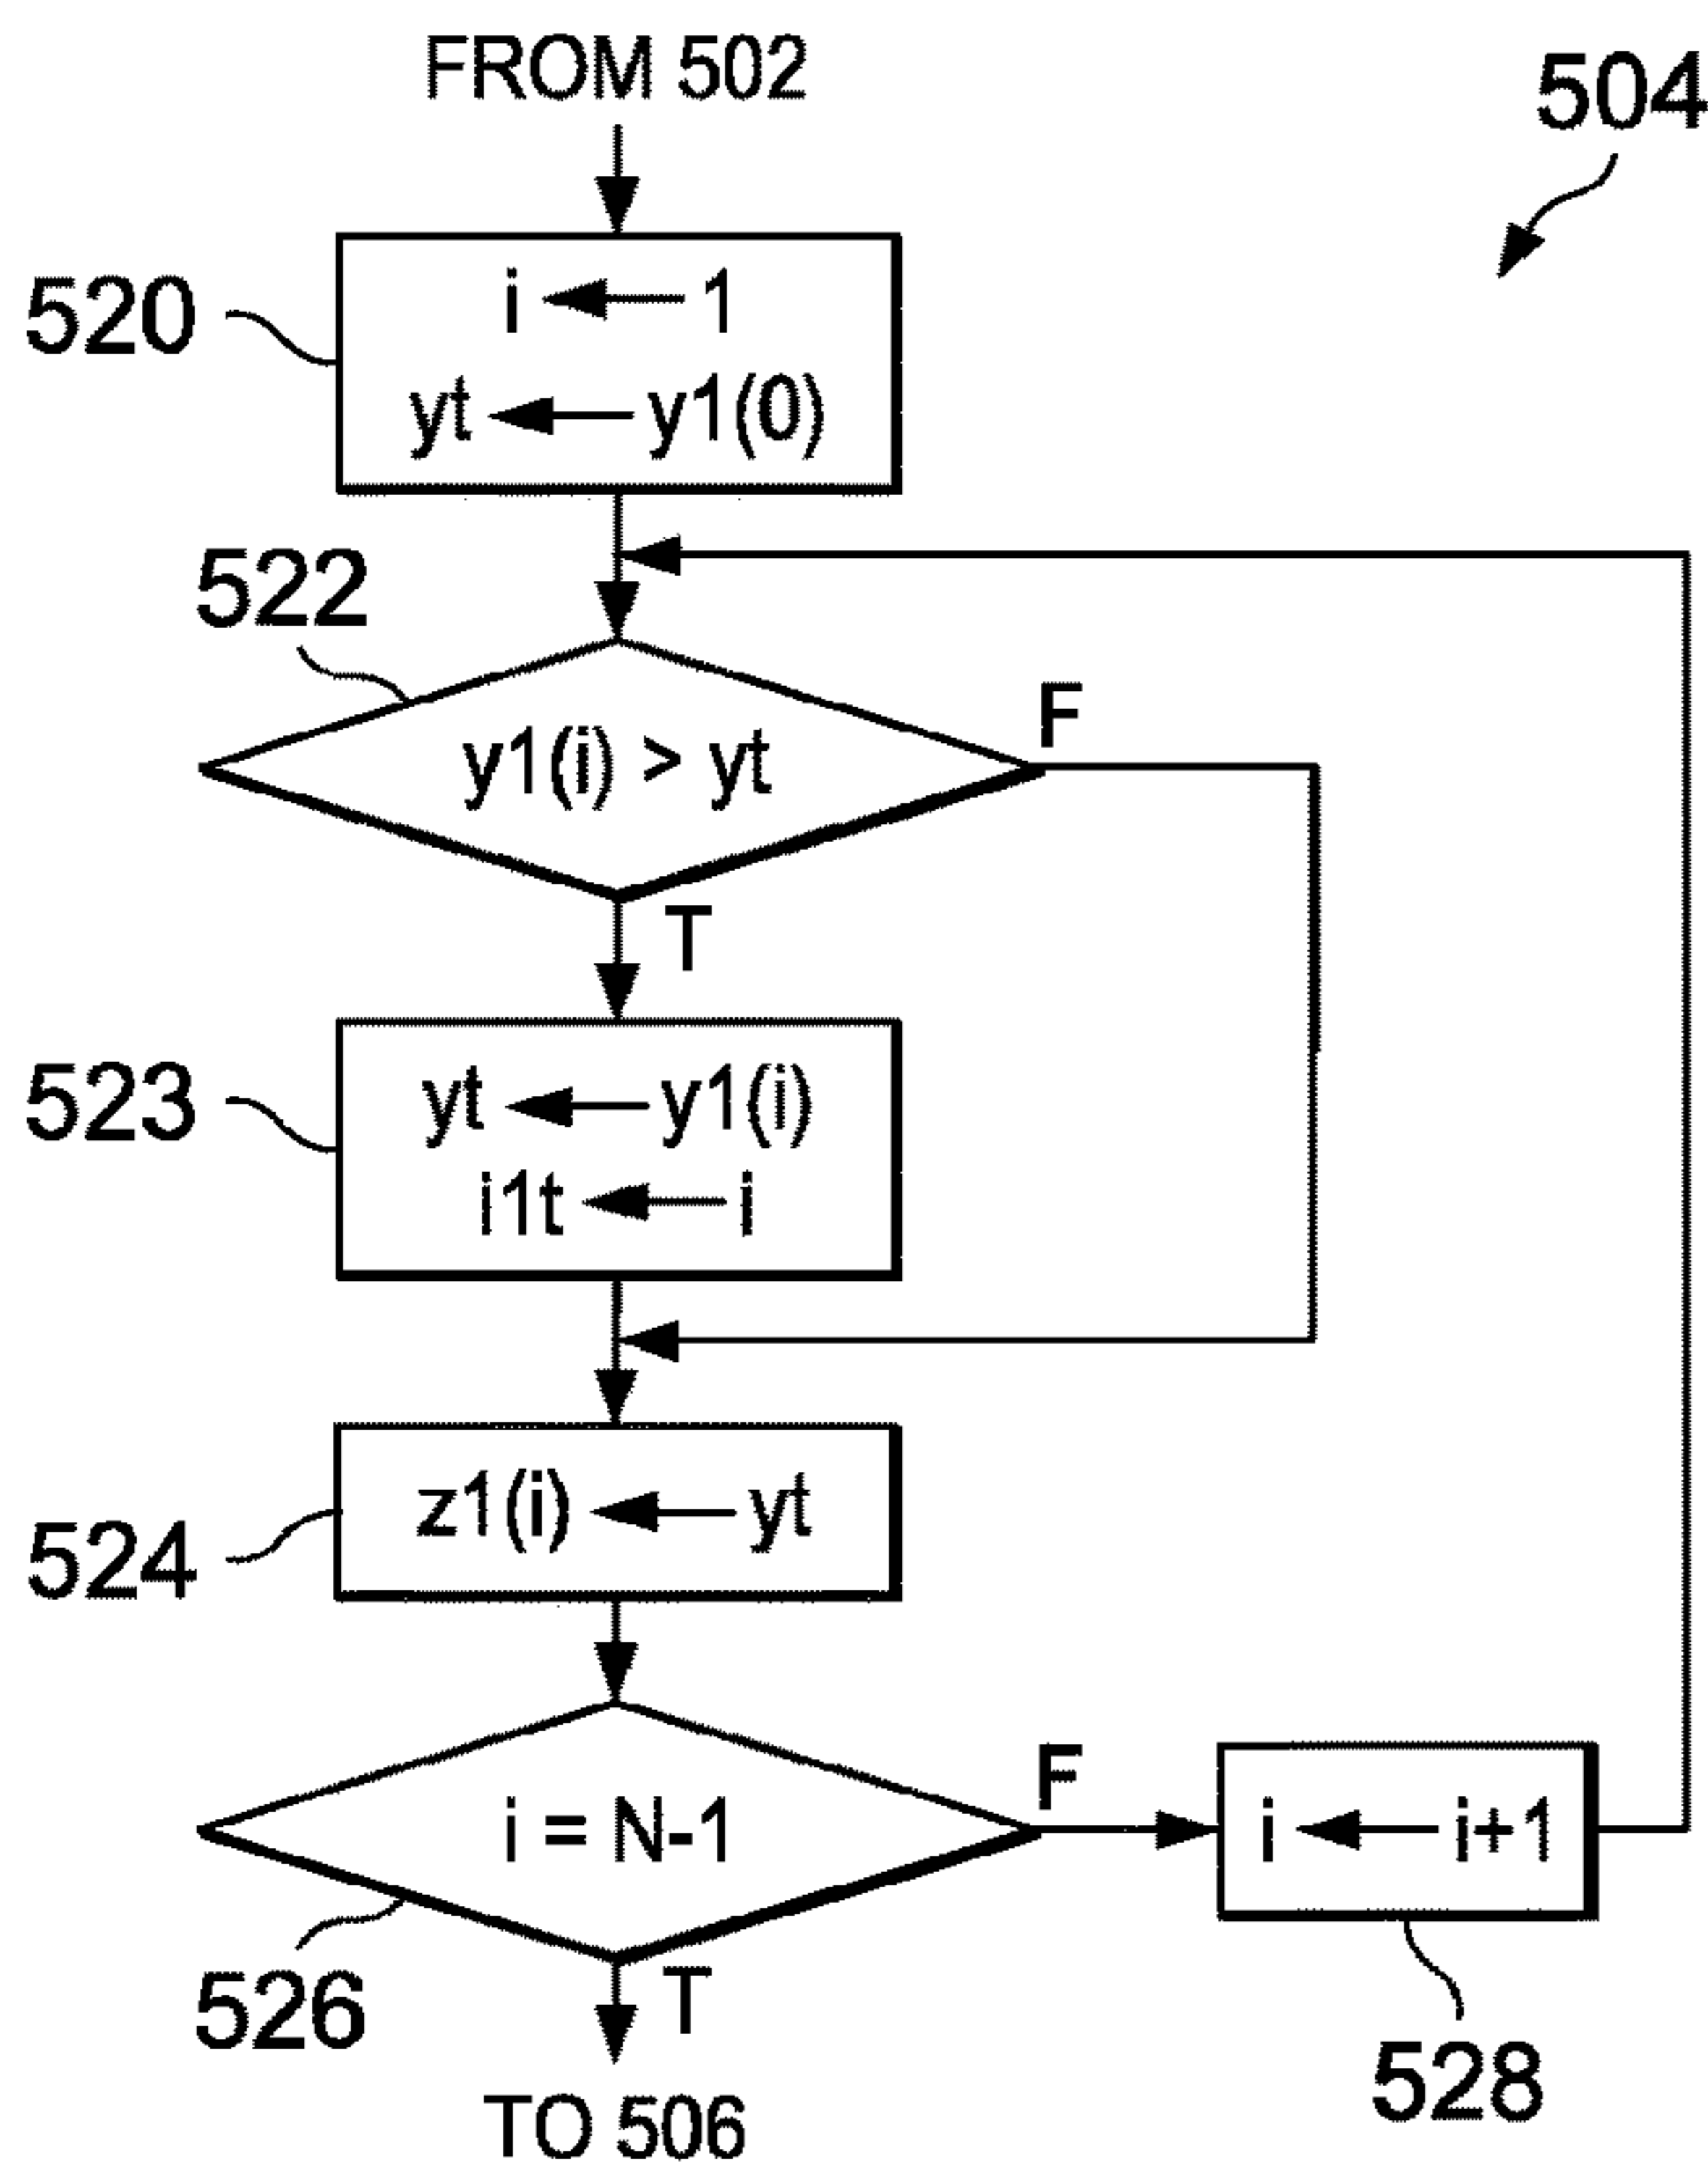 FROM 502
504
520
i ← 1
yt ← y1(0)
522
y1(i) > yt
F
T
523
yt ← y1(i)
i1t ← i
524
z1(i) ← yt
i = N-1
F
i ← i+1
526
T
528
TO 506